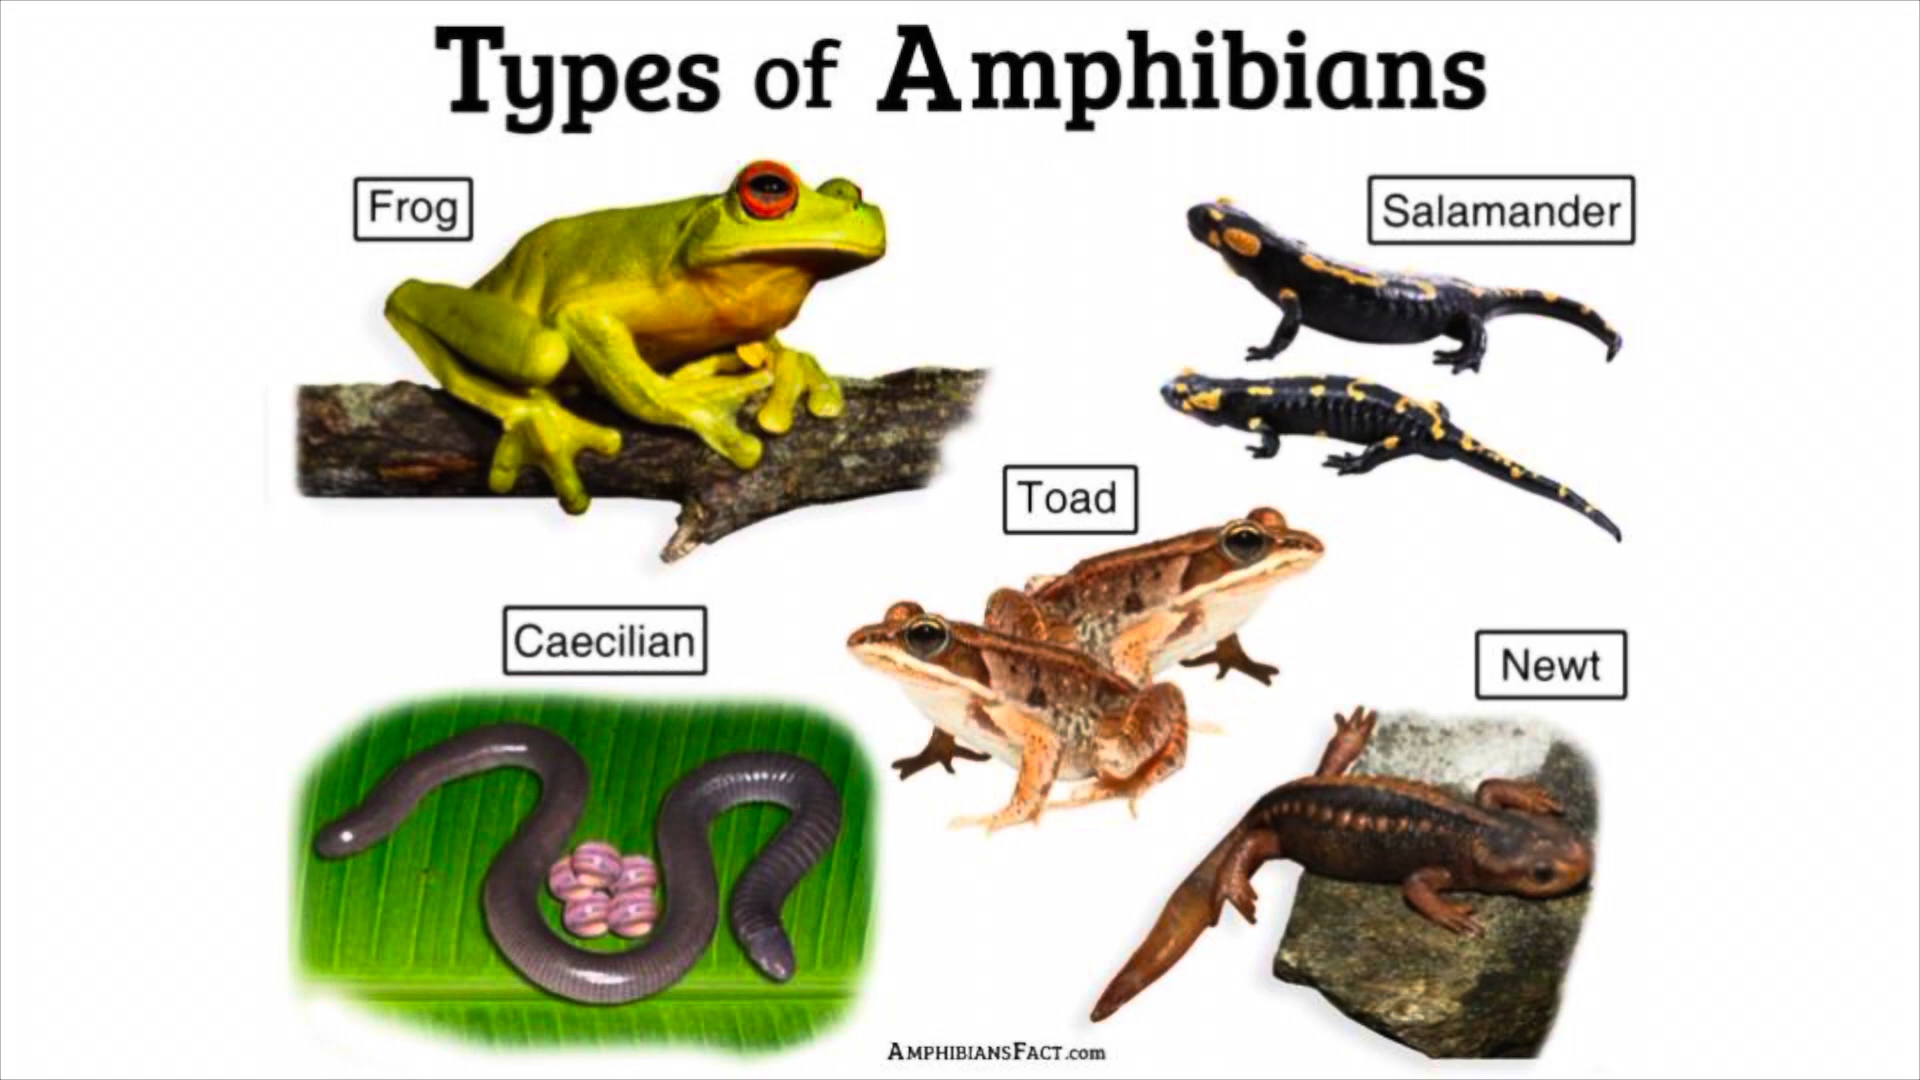 Types of Amphibians
Frog
Salamander
Toad
Caecilian
Newt
AMPHIBIANSFACT.com